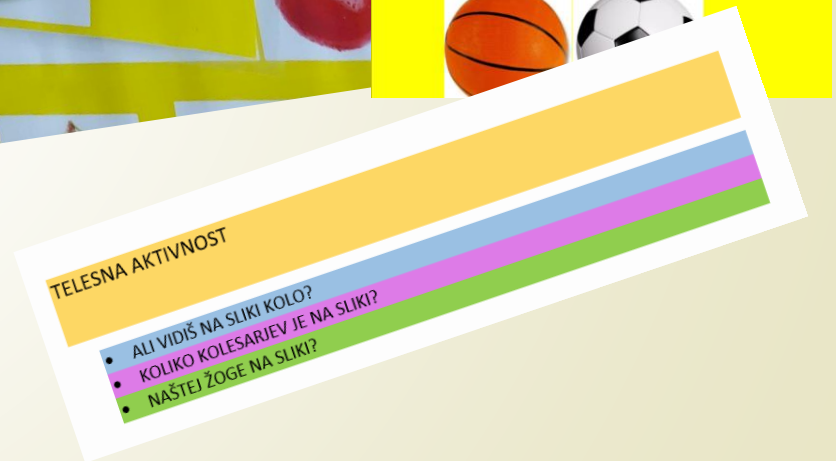 TELESNA AKTIVNOST
• ALI VIDIŠ NA SLIKI KOLO?
• KOLIKO KOLESARJEV JE NA SLIKI?
• NAŠTEJ ŽOGE NA SLIKI?